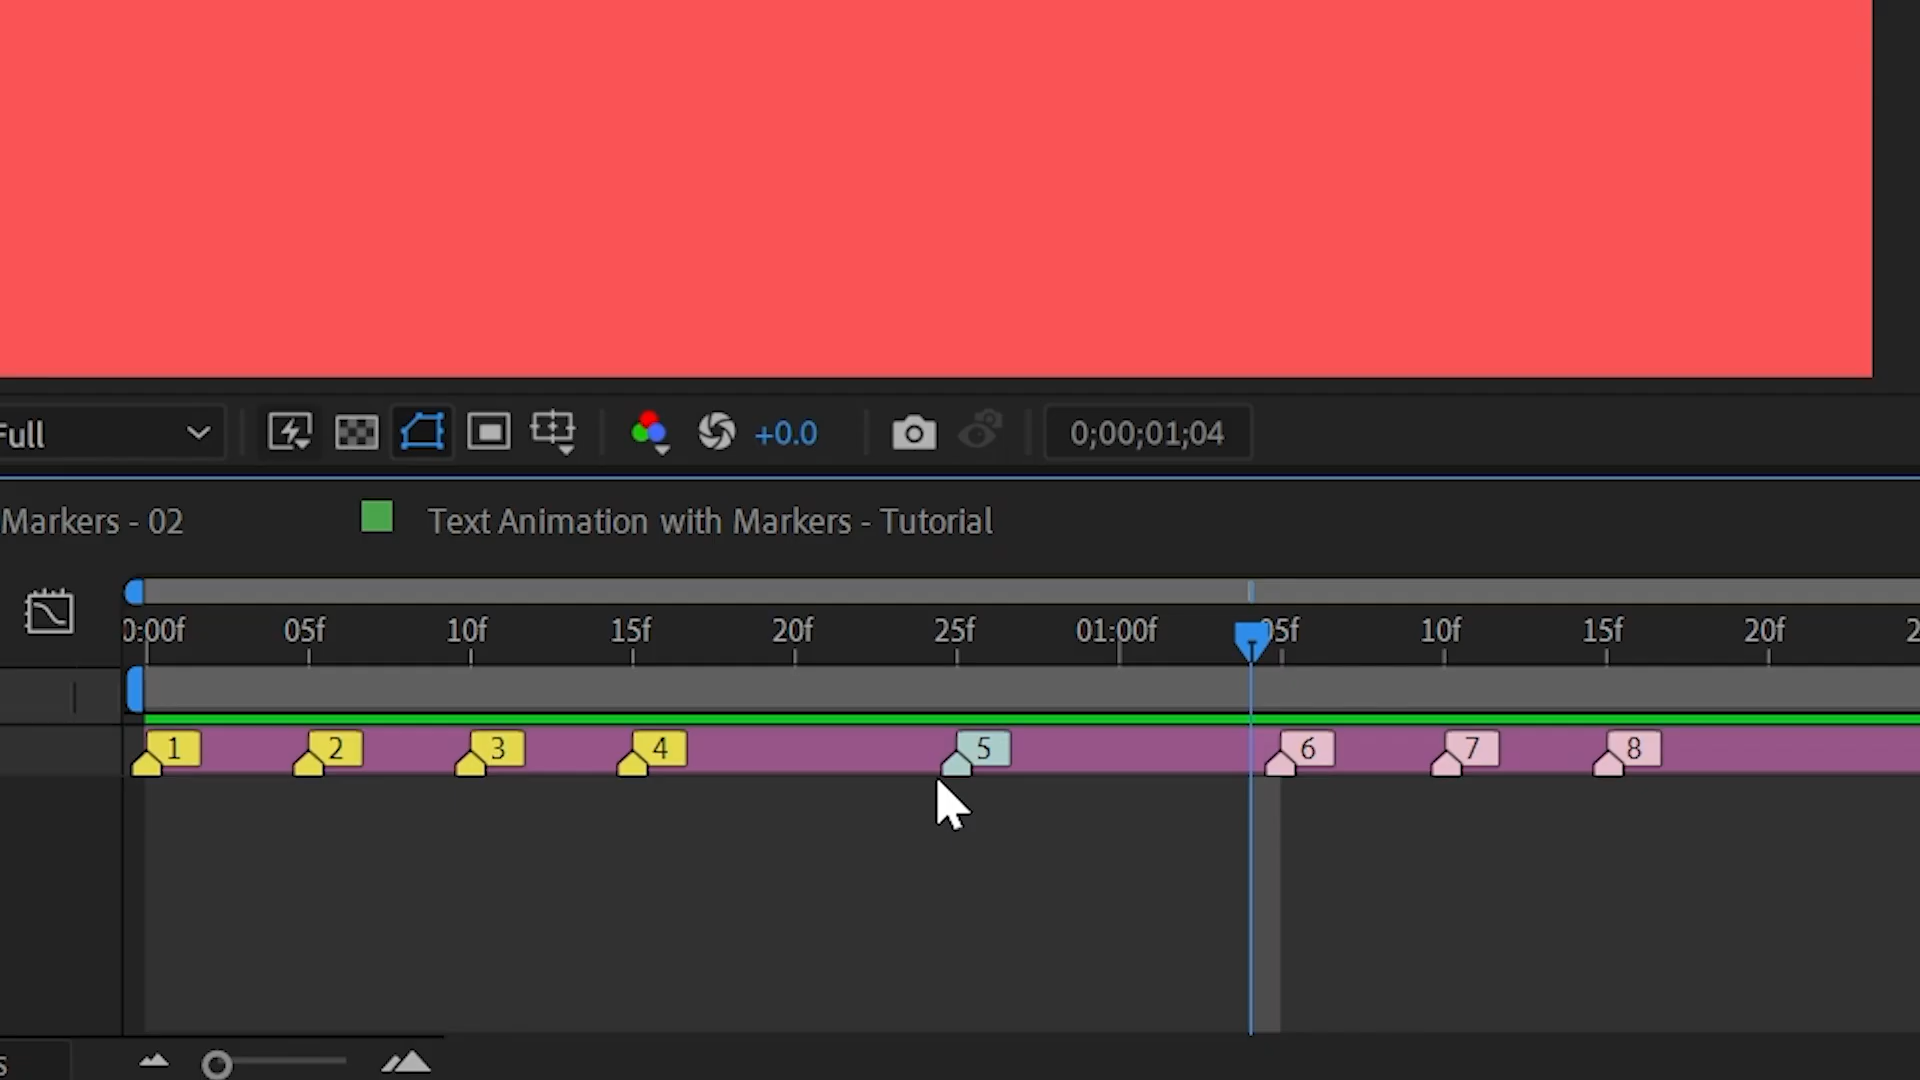 Full
+0.0
0;00;01;04
Markers - 02
Text Animation with Markers - Tutorial
0:00f 05f 10f 15f 20f 25f 01:00f 05f 10f 15f 20f 2
1 2 3 4 5 6 7 8
s